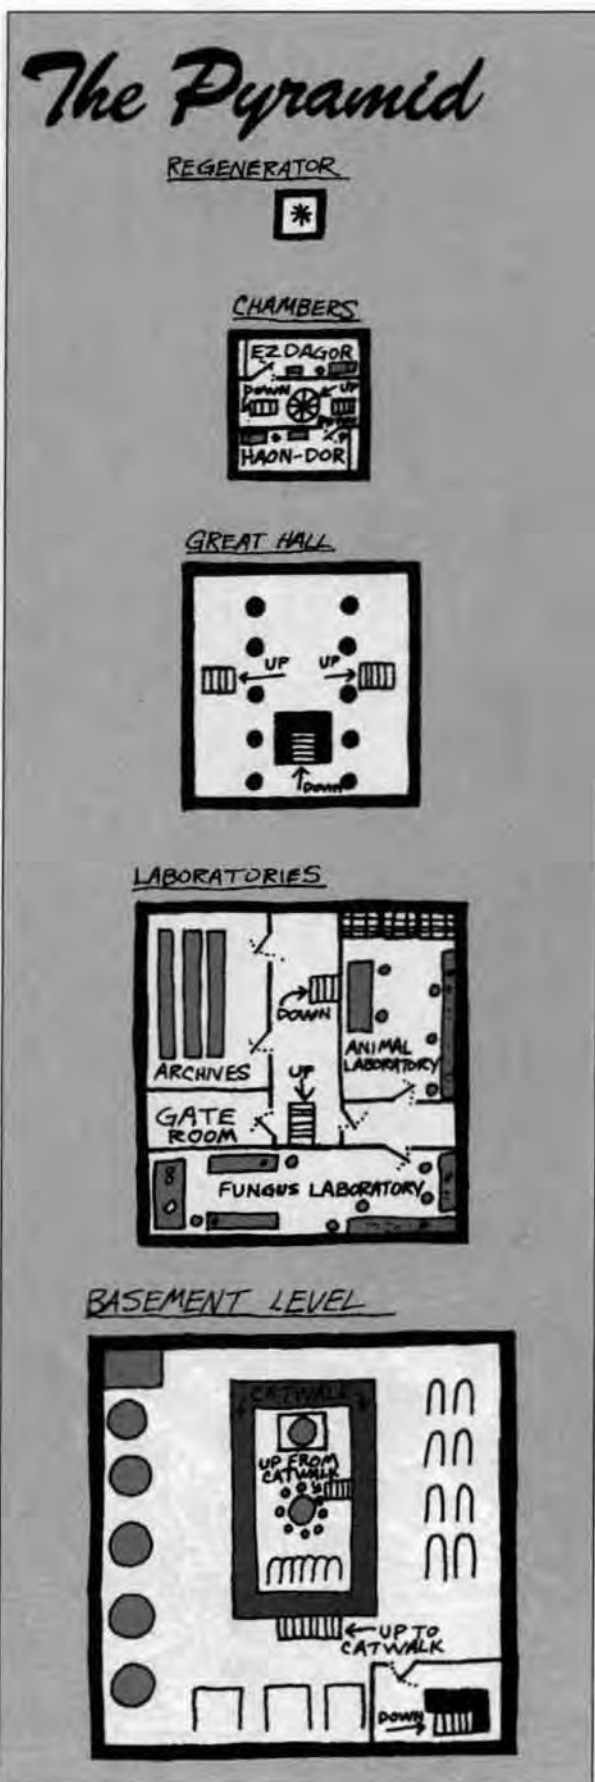 The Pyramid
REGENERATOR
CHAMBERS
EZDAGOR
DOWN
UP
HAON-DOR
GREAT HALL
UP
UP
DOWN
LABORATORIES
DOWN
ANIMAL
LABORATORY
ARCHIVES
UP
GATE
ROOM
FUNGUS LABORATORY
BASEMENT LEVEL
CATWALK
UP FROM
CATWALK
UP TO
CATWALK
DOWN